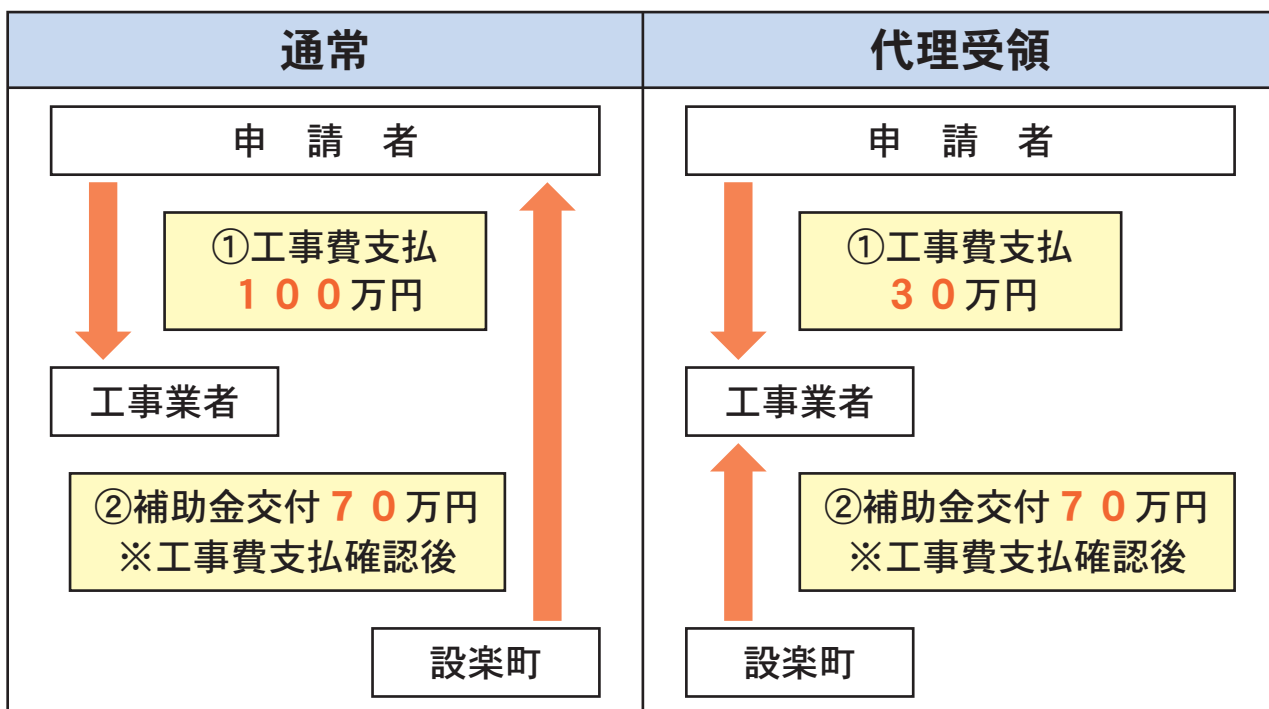 通常
申請者
①工事費支払
１００万円
工事業者
②補助金交付７０万円
※工事費支払確認後
設楽町
代理受領
申請者
①工事費支払
３０万円
工事業者
②補助金交付７０万円
※工事費支払確認後
設楽町